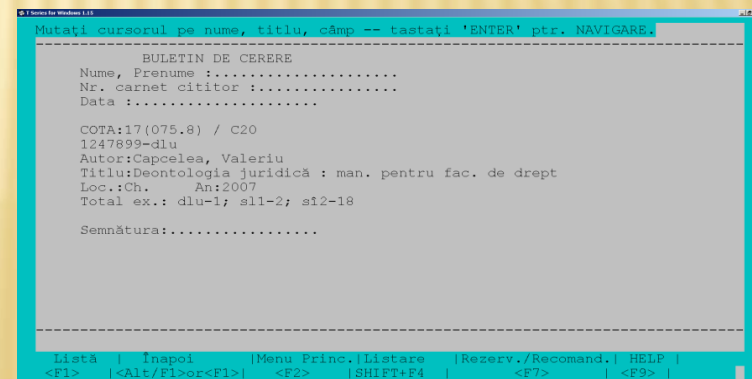 T Series for Windows 1.15
Mutaţi cursorul pe nume, titlu, câmp -- tastaţi 'ENTER' ptr. NAVIGARE.
BULETIN DE CERERE
Nume, Prenume :.....................
Nr. carnet cititor :................
Data :.....................
COTA:17(075.8) / C20
1247899-dlu
Autor:Capcelea, Valeriu
Titlu:Deontologia juridică : man. pentru fac. de drept
Loc.:Ch. An:2007
Total ex.: dlu-1; sl1-2; sî2-18
Semnătura:.................
Listă | Înapoi |Menu Princ.|Listare |Rezerv./Recomand.| HELP |
<F1> |<Alt/F1>or<F1>| <F2> |SHIFT+F4 | <F7> | <F9> |